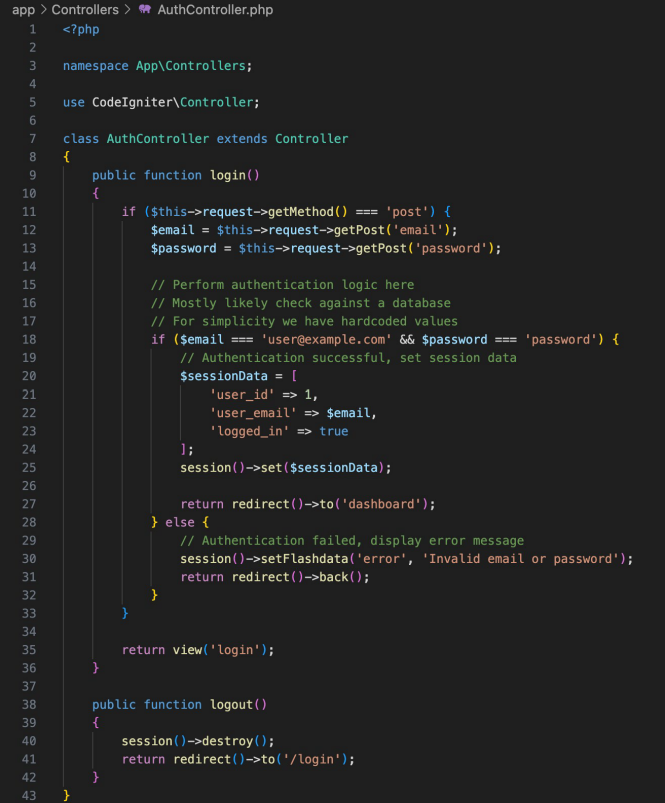 app > Controllers > AuthController.php
1 <?php
2
3 namespace App\Controllers;
4
5 use CodeIgniter\Controller;
6
7 class AuthController extends Controller
8 {
9     public function login()
10     {
11         if ($this->request->getMethod() === 'post') {
12             $email = $this->request->getPost('email');
13             $password = $this->request->getPost('password');
14
15             // Perform authentication logic here
16             // Mostly likely check against a database
17             // For simplicity we have hardcoded values
18             if ($email === 'user@example.com' && $password === 'password') {
19                 // Authentication successful, set session data
20                 $sessionData = [
21                     'user_id' => 1,
22                     'user_email' => $email,
23                     'logged_in' => true
24                 ];
25                 session()->set($sessionData);
26
27                 return redirect()->to('dashboard');
28             } else {
29                 // Authentication failed, display error message
30                 session()->setFlashdata('error', 'Invalid email or password');
31                 return redirect()->back();
32             }
33         }
34
35         return view('login');
36     }
37
38     public function logout()
39     {
40         session()->destroy();
41         return redirect()->to('/login');
42     }
43 }